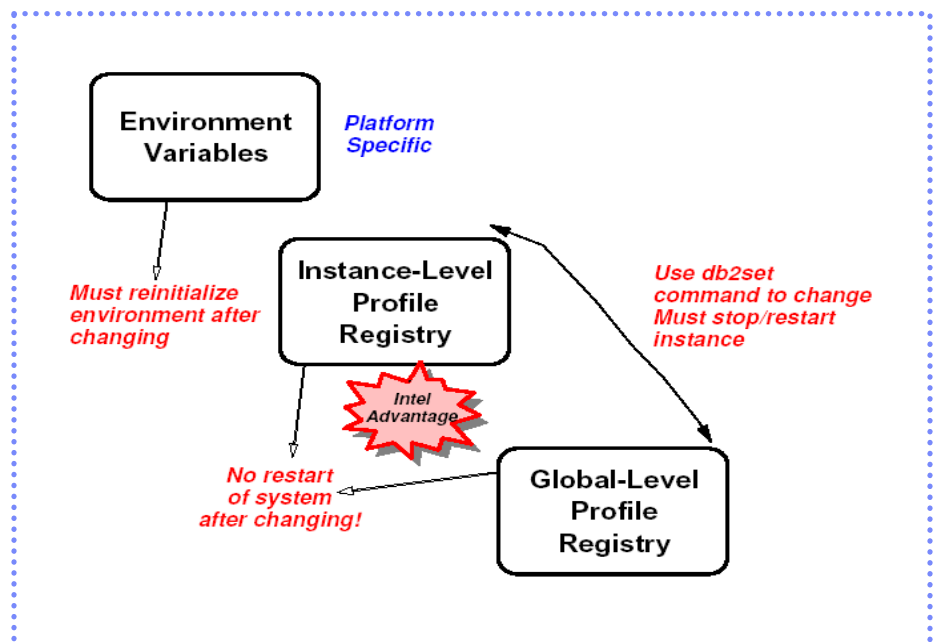 Environment
Variables
Platform
Specific
Must reinitialize
environment after
changing
Instance-Level
Profile
Registry
Use db2set
command to change
Must stop/restart
instance
Intel
Advantage
No restart
of system
after changing!
Global-Level
Profile
Registry